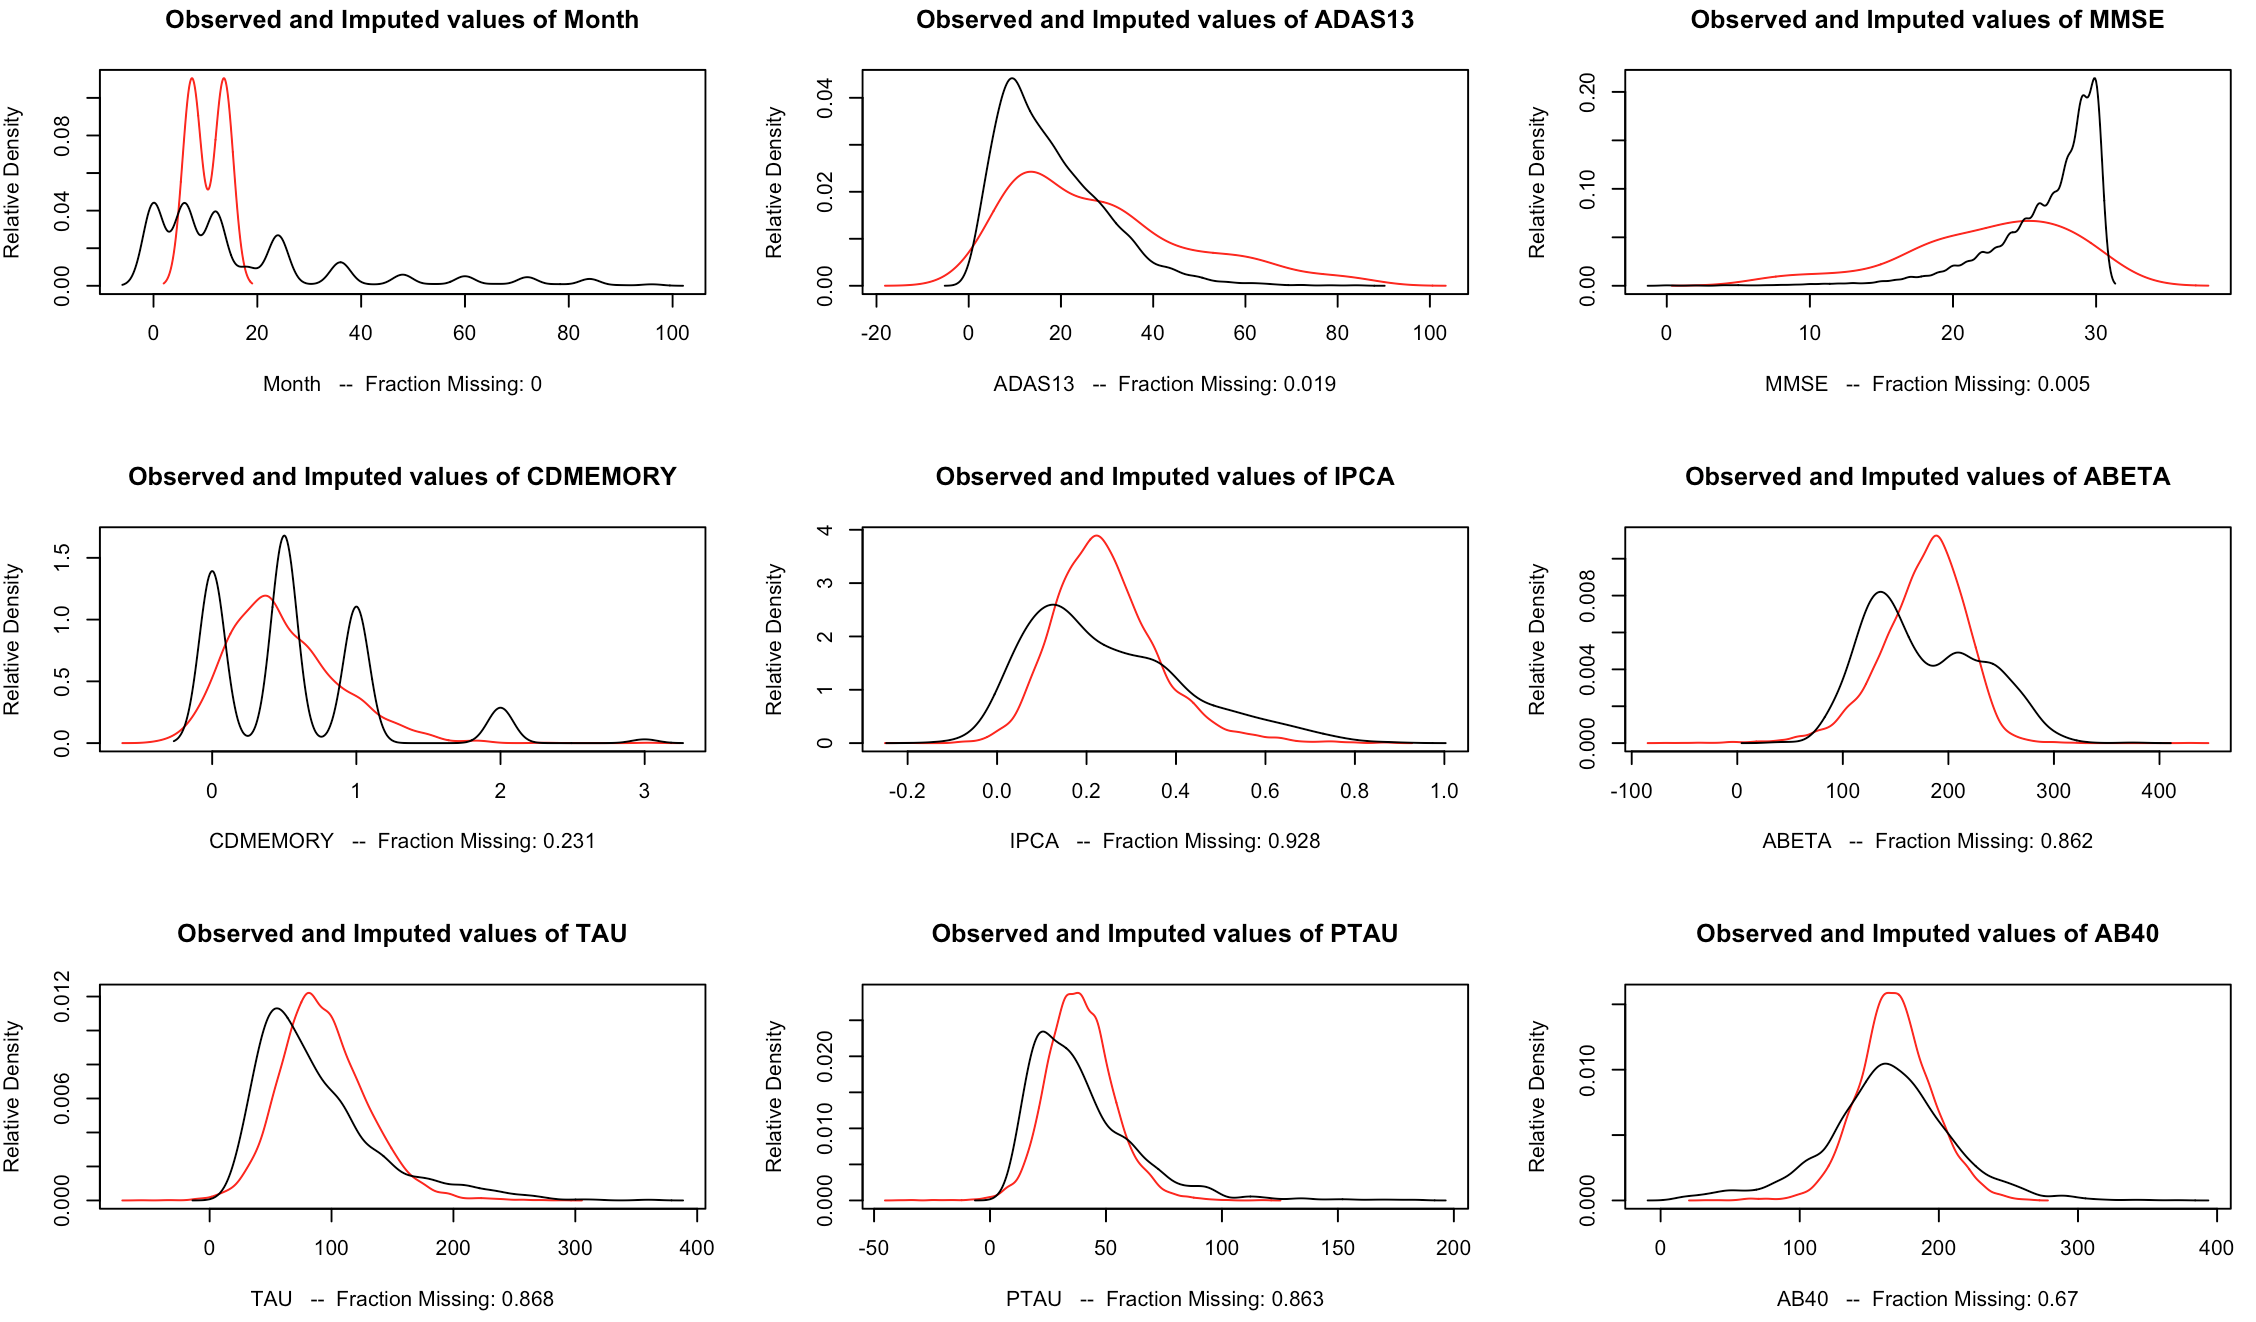 Observed and Imputed values of Month
Relative Density
0.00 0.04 0.08
0 20 40 60 80 100
Month -- Fraction Missing: 0
Observed and Imputed values of ADAS13
Relative Density
0.00 0.02 0.04
-20 0 20 40 60 80 100
ADAS13 -- Fraction Missing: 0.019
Observed and Imputed values of MMSE
Relative Density
0.00 0.10 0.20
0 10 20 30
MMSE -- Fraction Missing: 0.005
Observed and Imputed values of CDMEMORY
Relative Density
0.0 0.5 1.0 1.5
0 1 2 3
CDMEMORY -- Fraction Missing: 0.231
Observed and Imputed values of IPCA
Relative Density
0 1 2 3 4
-0.2 0.0 0.2 0.4 0.6 0.8 1.0
IPCA -- Fraction Missing: 0.928
Observed and Imputed values of ABETA
Relative Density
0.000 0.004 0.008
-100 0 100 200 300 400
ABETA -- Fraction Missing: 0.862
Observed and Imputed values of TAU
Relative Density
0.000 0.006 0.012
0 100 200 300 400
TAU -- Fraction Missing: 0.868
Observed and Imputed values of PTAU
Relative Density
0.000 0.010 0.020
-50 0 50 100 150 200
PTAU -- Fraction Missing: 0.863
Observed and Imputed values of AB40
Relative Density
0.000 0.010
0 100 200 300 400
AB40 -- Fraction Missing: 0.67